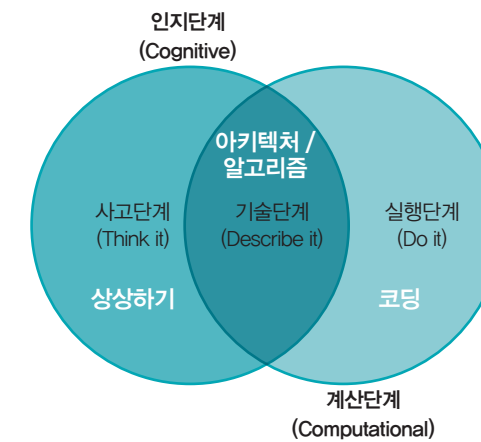 인지단계
(Cognitive)
아키텍처 /
알고리즘
사고단계
(Think it)
기술단계
(Describe it)
실행단계
(Do it)
상상하기
코딩
계산단계
(Computational)